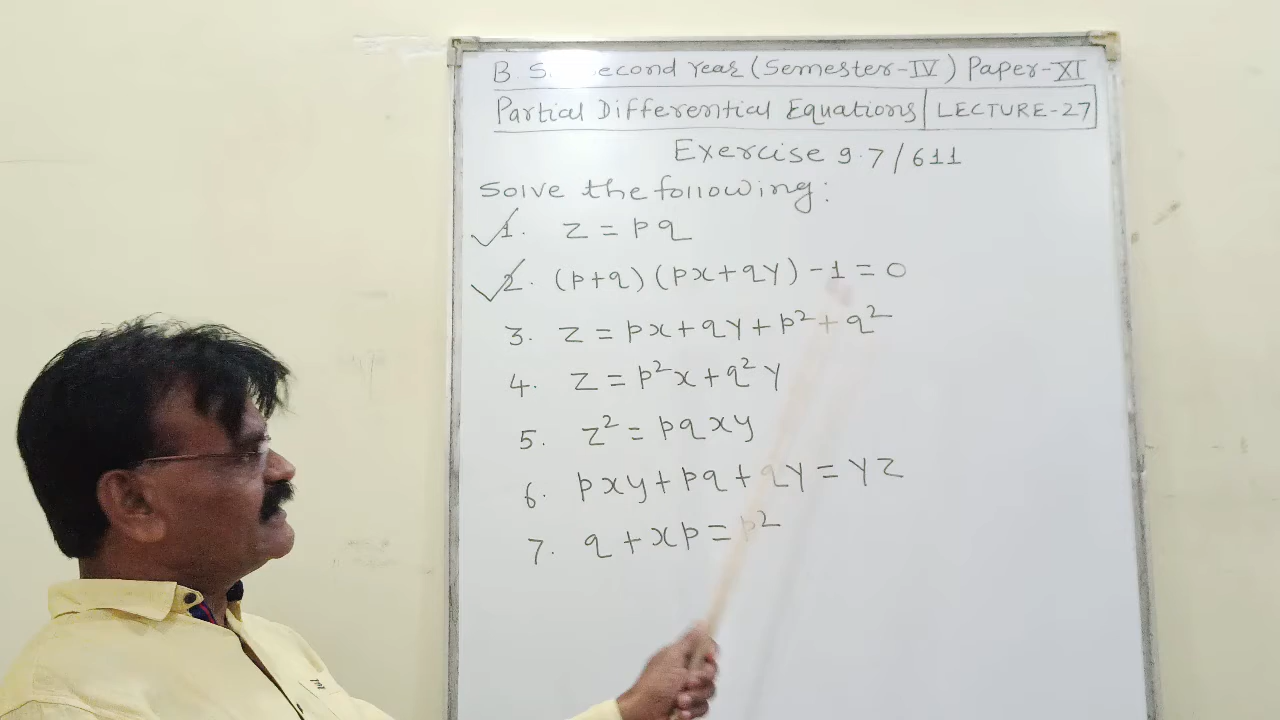 B. S. econd Year (Semester-IV) Paper-XI
Partial Differential Equations | LECTURE-27
Exercise 9.7/611
Solve the following:
1. z = pq
2. (p+q)(px+qy) -1 = 0
3. z = px+qy+p²+q²
4. z = p²x+q²y
5. z² = pqxy
6. pxy+pq+qy = yz
7. q+xp = p²